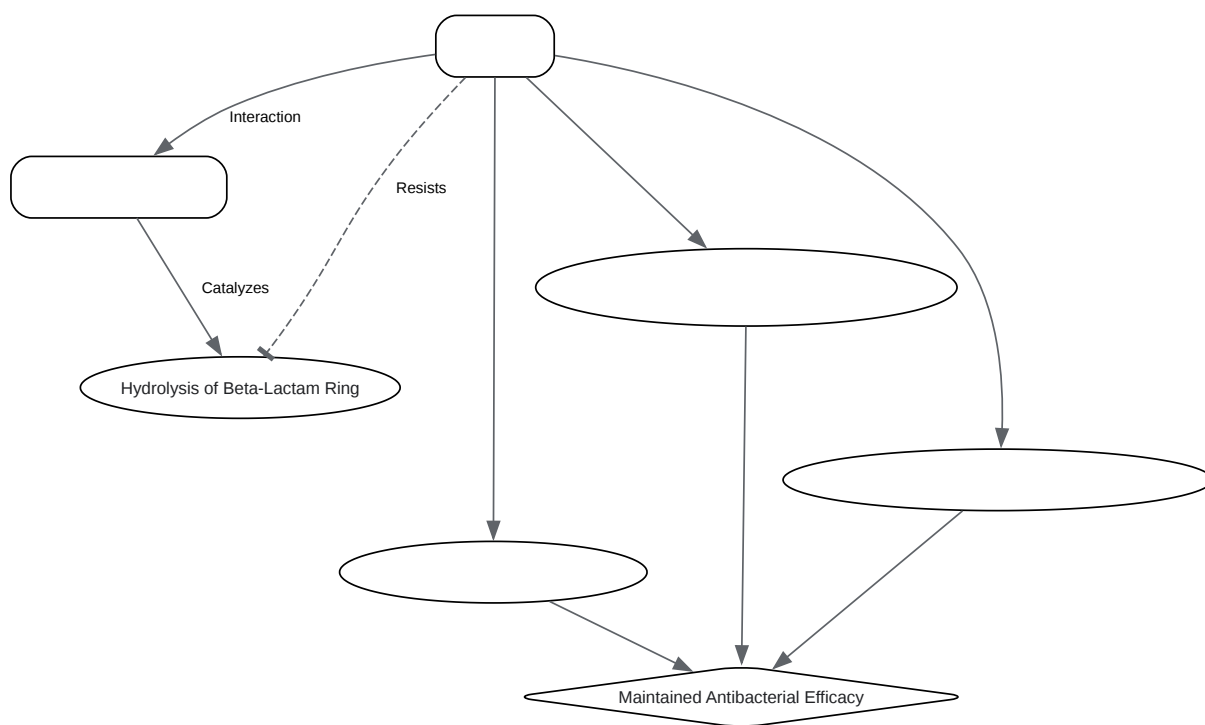 Interaction
Resists
Catalyzes
Hydrolysis of Beta-Lactam Ring
Maintained Antibacterial Efficacy